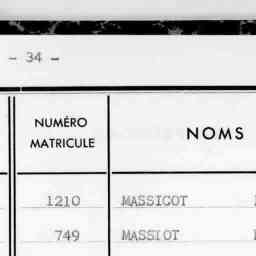 - 34 -
NUMÉRO
MATRICULE
NOMS
1210 MASSICOT
749 MASSIOT